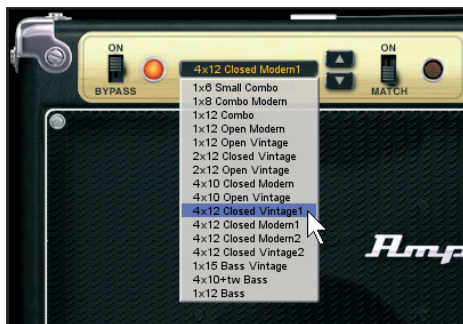 ON
BYPASS
4x12 Closed Modern1
ON
MATCH
1x6 Small Combo
1x8 Combo Modern
1x12 Combo
1x12 Open Modern
1x12 Open Vintage
2x12 Closed Vintage
2x12 Open Vintage
4x10 Closed Modern
4x10 Open Vintage
4x12 Closed Vintage1
4x12 Closed Modern1
4x12 Closed Modern2
4x12 Closed Vintage2
1x15 Bass Vintage
4x10+tw Bass
1x12 Bass
Amp